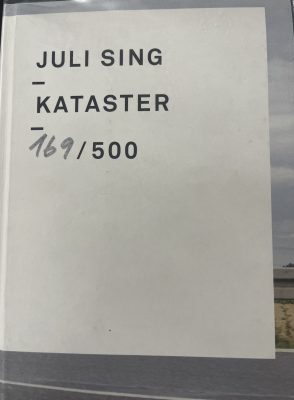 JULI SING
–
KATASTER
–
169/500